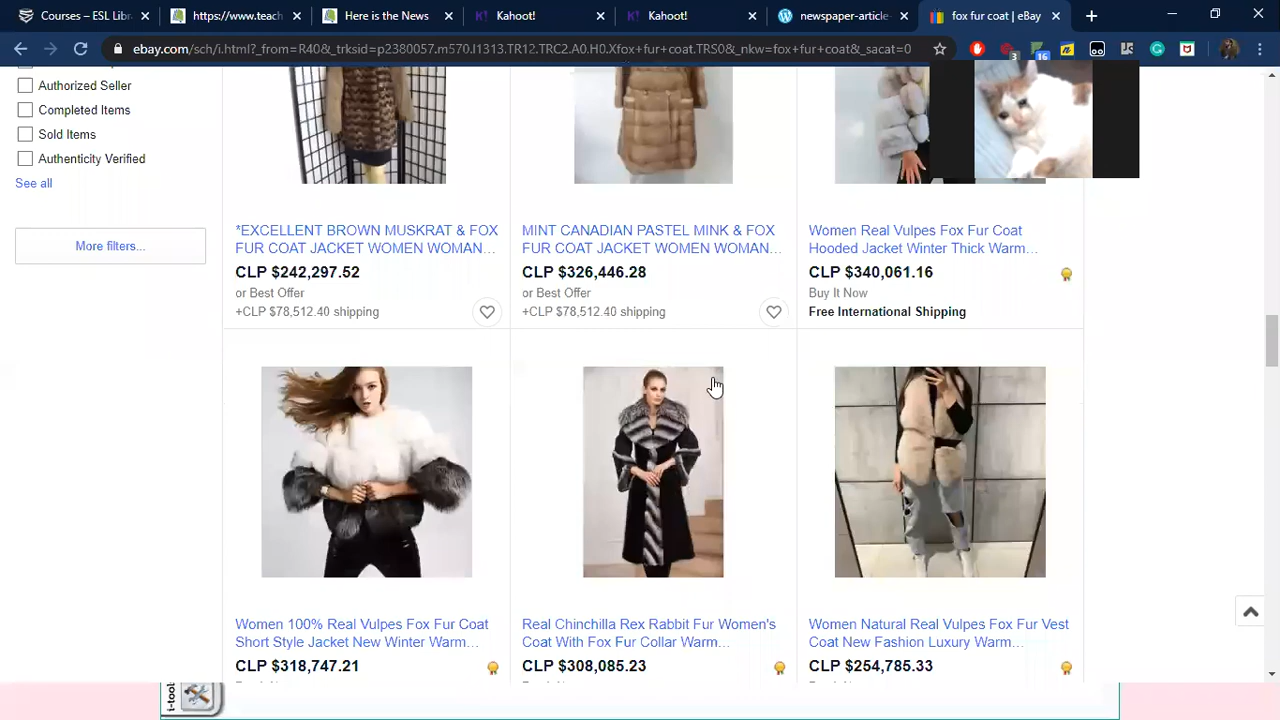 Courses – ESL Libr
https://www.teach
Here is the News
Kahoot!
Kahoot!
newspaper-article-
fox fur coat | eBay
ebay.com/sch/i.html?_from=R40&_trksid=p2380057.m570.l1313.TR12.TRC2.A0.H0.Xfox+fur+coat.TRS0&_nkw=fox+fur+coat&_sacat=0
3
16
Authorized Seller
Completed Items
Sold Items
Authenticity Verified
See all
More filters...
*EXCELLENT BROWN MUSKRAT & FOX
FUR COAT JACKET WOMEN WOMAN...
CLP $242,297.52
or Best Offer
+CLP $78,512.40 shipping
MINT CANADIAN PASTEL MINK & FOX
FUR COAT JACKET WOMEN WOMAN...
CLP $326,446.28
or Best Offer
+CLP $78,512.40 shipping
Women Real Vulpes Fox Fur Coat
Hooded Jacket Winter Thick Warm...
CLP $340,061.16
Buy It Now
Free International Shipping
Women 100% Real Vulpes Fox Fur Coat
Short Style Jacket New Winter Warm...
CLP $318,747.21
Real Chinchilla Rex Rabbit Fur Women's
Coat With Fox Fur Collar Warm...
CLP $308,085.23
Women Natural Real Vulpes Fox Fur Vest
Coat New Fashion Luxury Warm...
CLP $254,785.33
i-tools